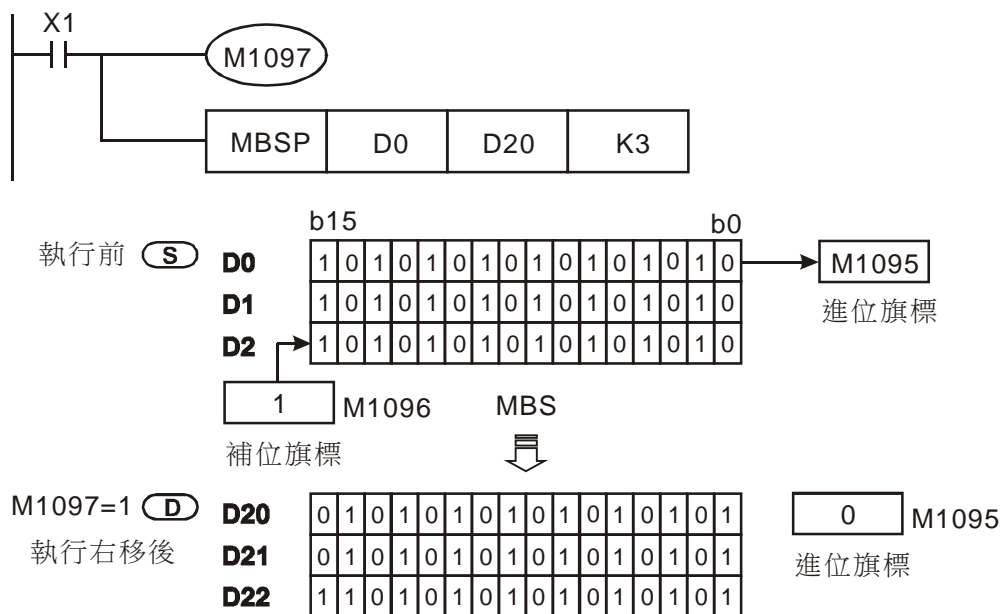 X1
M1097
MBSP D0 D20 K3
b15 b0
執行前 S D0 1 0 1 0 1 0 1 0 1 0 1 0 1 0 1 0 M1095
D1 1 0 1 0 1 0 1 0 1 0 1 0 1 0 1 0 進位旗標
D2 1 0 1 0 1 0 1 0 1 0 1 0 1 0 1 0
1 M1096 MBS
補位旗標
M1097=1 D D20 0 1 0 1 0 1 0 1 0 1 0 1 0 1 0 1 0 M1095
執行右移後 D21 0 1 0 1 0 1 0 1 0 1 0 1 0 1 0 1 進位旗標
D22 1 1 0 1 0 1 0 1 0 1 0 1 0 1 0 1